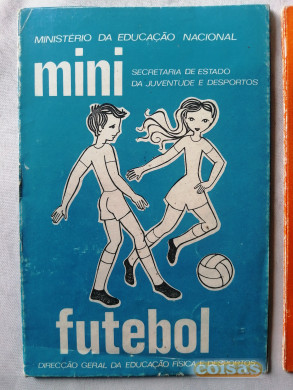 MINISTÉRIO DA EDUCAÇÃO NACIONAL
mini
SECRETARIA DE ESTADO
DA JUVENTUDE E DESPORTOS
futebol
DIRECÇÃO GERAL DA EDUCAÇÃO FÍSICA E DESPORTOS
coisas